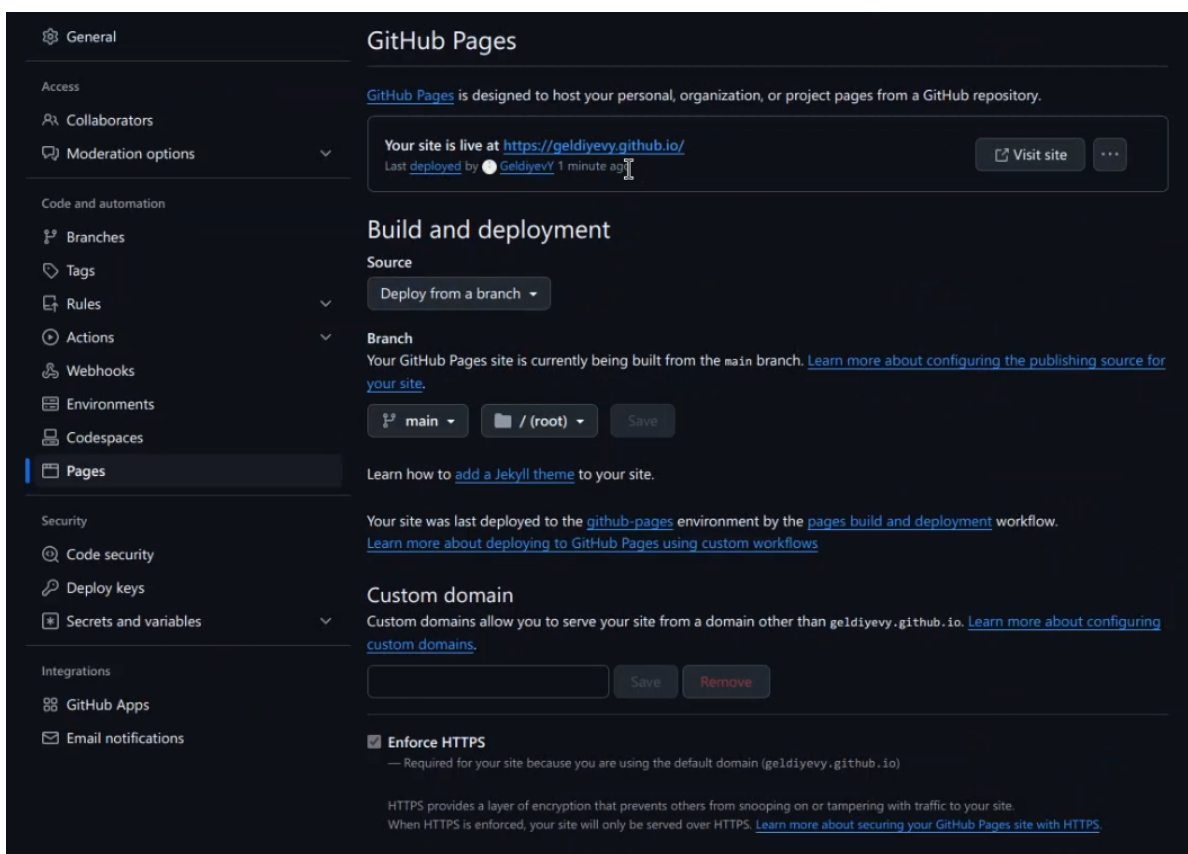 General
Access
Collaborators
Moderation options
Code and automation
Branches
Tags
Rules
Actions
Webhooks
Environments
Codespaces
Pages
Security
Code security
Deploy keys
Secrets and variables
Integrations
GitHub Apps
Email notifications
GitHub Pages
GitHub Pages is designed to host your personal, organization, or project pages from a GitHub repository.
Your site is live at https://geldiyevy.github.io/
Last deployed by GeldiyevY 1 minute ago
Visit site
Build and deployment
Source
Deploy from a branch
Branch
Your GitHub Pages site is currently being built from the main branch. Learn more about configuring the publishing source for
your site.
main / (root) Save
Learn how to add a Jekyll theme to your site.
Your site was last deployed to the github-pages environment by the pages build and deployment workflow.
Learn more about deploying to GitHub Pages using custom workflows
Custom domain
Custom domains allow you to serve your site from a domain other than geldiyevy.github.io. Learn more about configuring
custom domains.
Save Remove
Enforce HTTPS
— Required for your site because you are using the default domain (geldiyevy.github.io)
HTTPS provides a layer of encryption that prevents others from snooping on or tampering with traffic to your site.
When HTTPS is enforced, your site will only be served over HTTPS. Learn more about securing your GitHub Pages site with HTTPS.